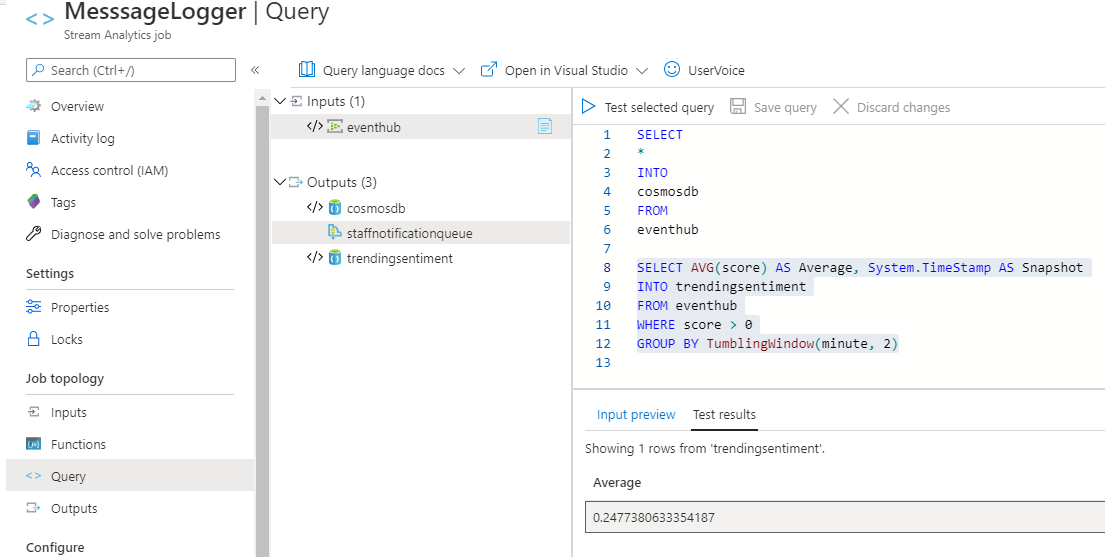 MesssageLogger | Query
Stream Analytics job
Search (Ctrl+/)
Overview
Activity log
Access control (IAM)
Tags
Diagnose and solve problems
Settings
Properties
Locks
Job topology
Inputs
Functions
Query
Outputs
Configure
Query language docs
Open in Visual Studio
UserVoice
Inputs (1)
eventhub
Outputs (3)
cosmosdb
staffnotificationqueue
trendingsentiment
Test selected query
Save query
Discard changes
1 SELECT
2 *
3 INTO
4 cosmosdb
5 FROM
6 eventhub
7
8 SELECT AVG(score) AS Average, System.TimeStamp AS Snapshot
9 INTO trendingsentiment
10 FROM eventhub
11 WHERE score > 0
12 GROUP BY TumblingWindow(minute, 2)
13
Input preview
Test results
Showing 1 rows from 'trendingsentiment'.
Average
0.2477380633354187